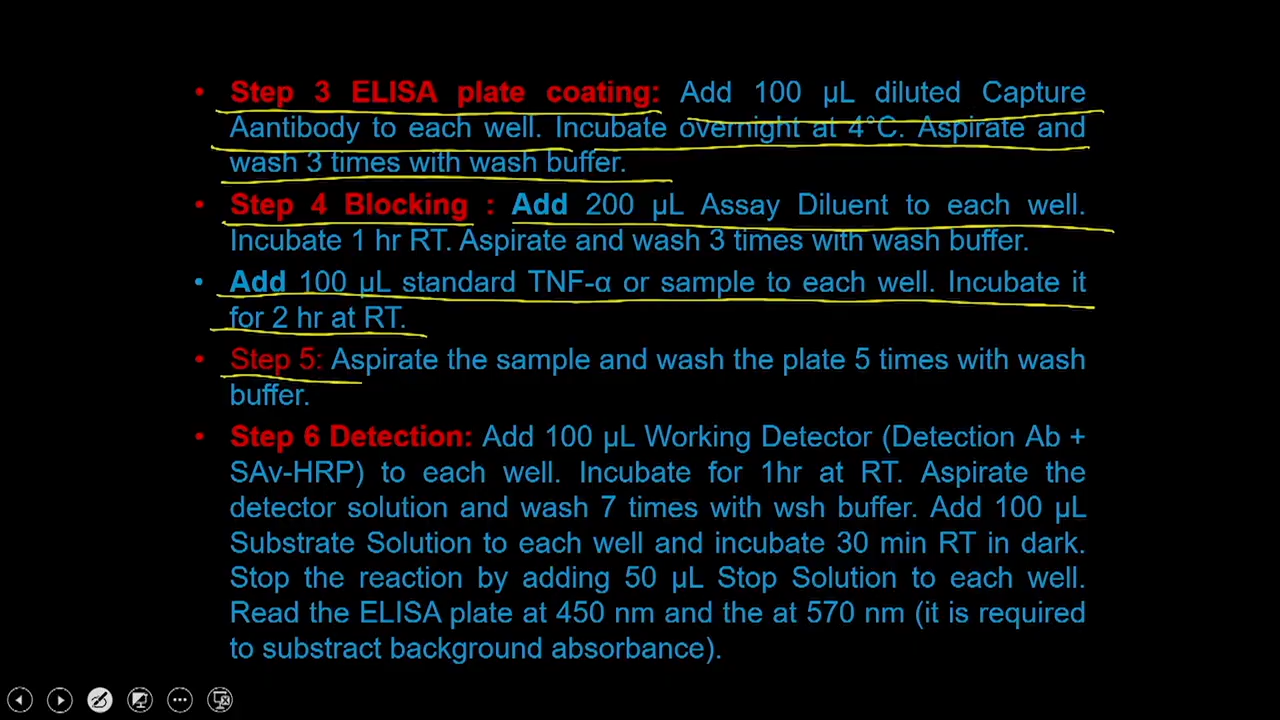 • Step 3 ELISA plate coating: Add 100 µL diluted Capture
Aantibody to each well. Incubate overnight at 4°C. Aspirate and
wash 3 times with wash buffer.
• Step 4 Blocking : Add 200 µL Assay Diluent to each well.
Incubate 1 hr RT. Aspirate and wash 3 times with wash buffer.
• Add 100 µL standard TNF-α or sample to each well. Incubate it
for 2 hr at RT.
• Step 5: Aspirate the sample and wash the plate 5 times with wash
buffer.
• Step 6 Detection: Add 100 µL Working Detector (Detection Ab +
SAv-HRP) to each well. Incubate for 1hr at RT. Aspirate the
detector solution and wash 7 times with wsh buffer. Add 100 µL
Substrate Solution to each well and incubate 30 min RT in dark.
Stop the reaction by adding 50 µL Stop Solution to each well.
Read the ELISA plate at 450 nm and the at 570 nm (it is required
to substract background absorbance).